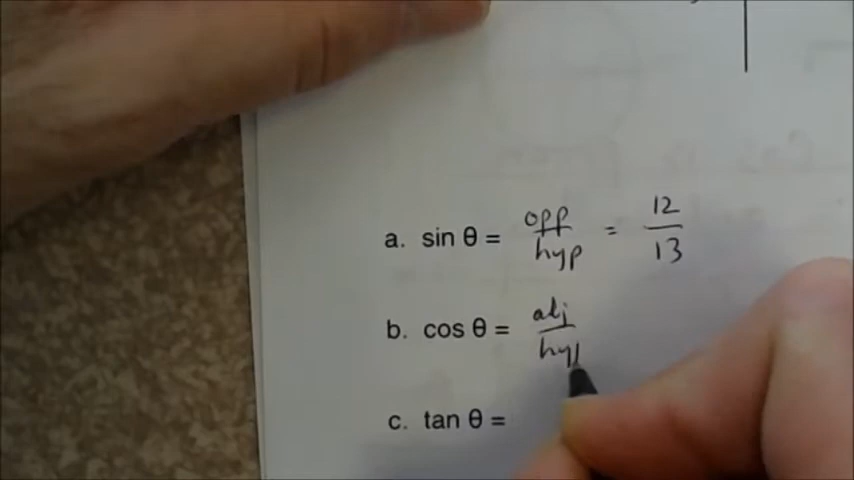 a. sin θ = opp/hyp = 12/13
b. cos θ = adj/hyp
c. tan θ =